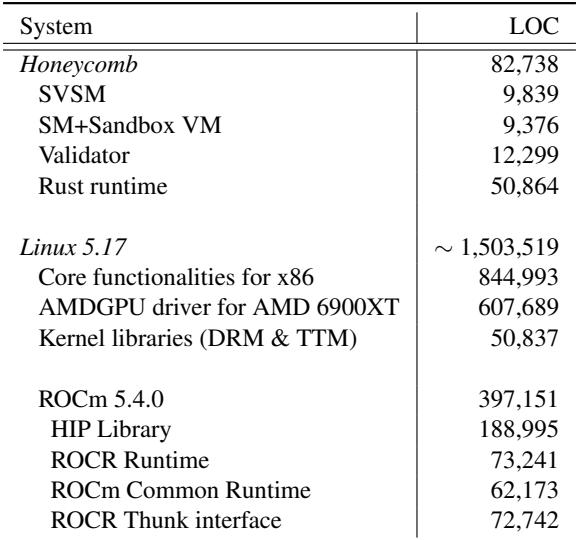 System LOC
Honeycomb 82,738
SVSM 9,839
SM+Sandbox VM 9,376
Validator 12,299
Rust runtime 50,864
Linux 5.17 ∼ 1,503,519
Core functionalities for x86 844,993
AMDGPU driver for AMD 6900XT 607,689
Kernel libraries (DRM & TTM) 50,837
ROCm 5.4.0 397,151
HIP Library 188,995
ROCR Runtime 73,241
ROCm Common Runtime 62,173
ROCR Thunk interface 72,742